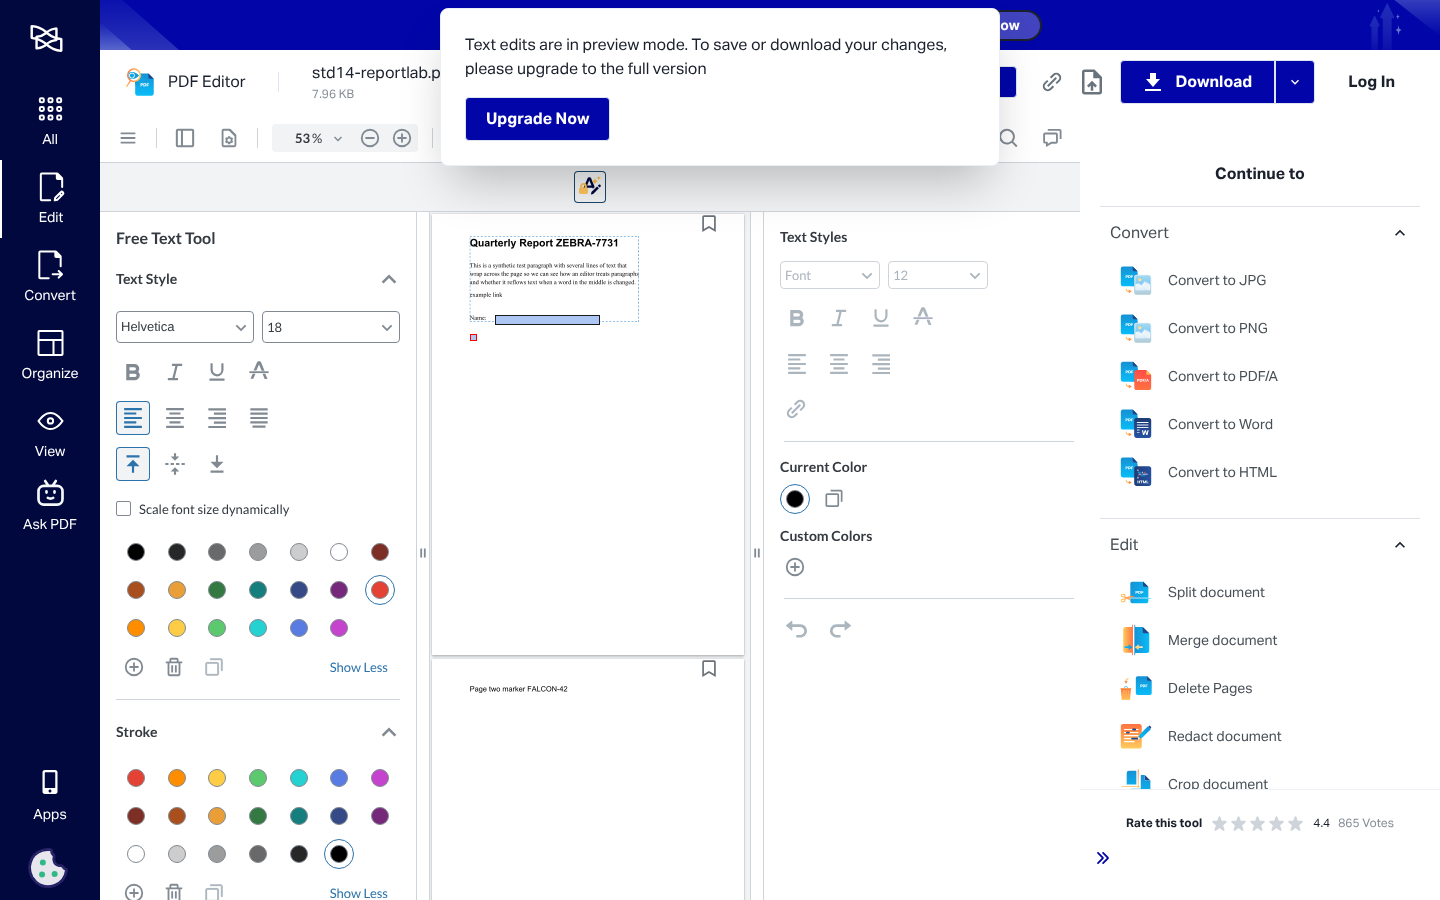 ow
Text edits are in preview mode. To save or download your changes,
please upgrade to the full version
Upgrade Now
PDF Editor
std14-reportlab.p
7.96 KB
Download
Log In
53%
All
Edit
Convert
Organize
View
Ask PDF
Apps
Free Text Tool
Text Style
Helvetica
18
B I U A
Scale font size dynamically
Show Less
Stroke
Show Less
Quarterly Report ZEBRA-7731
This is a synthetic test paragraph with several lines of text that
wrap across the page so we can see how an editor treats paragraphs
and whether it reflows text when a word in the middle is changed.
example link
Name:
Page two marker FALCON-42
Text Styles
Font
12
B I U A
Current Color
Custom Colors
Continue to
Convert
Convert to JPG
Convert to PNG
Convert to PDF/A
Convert to Word
Convert to HTML
Edit
Split document
Merge document
Delete Pages
Redact document
Crop document
Rate this tool
4.4 865 Votes